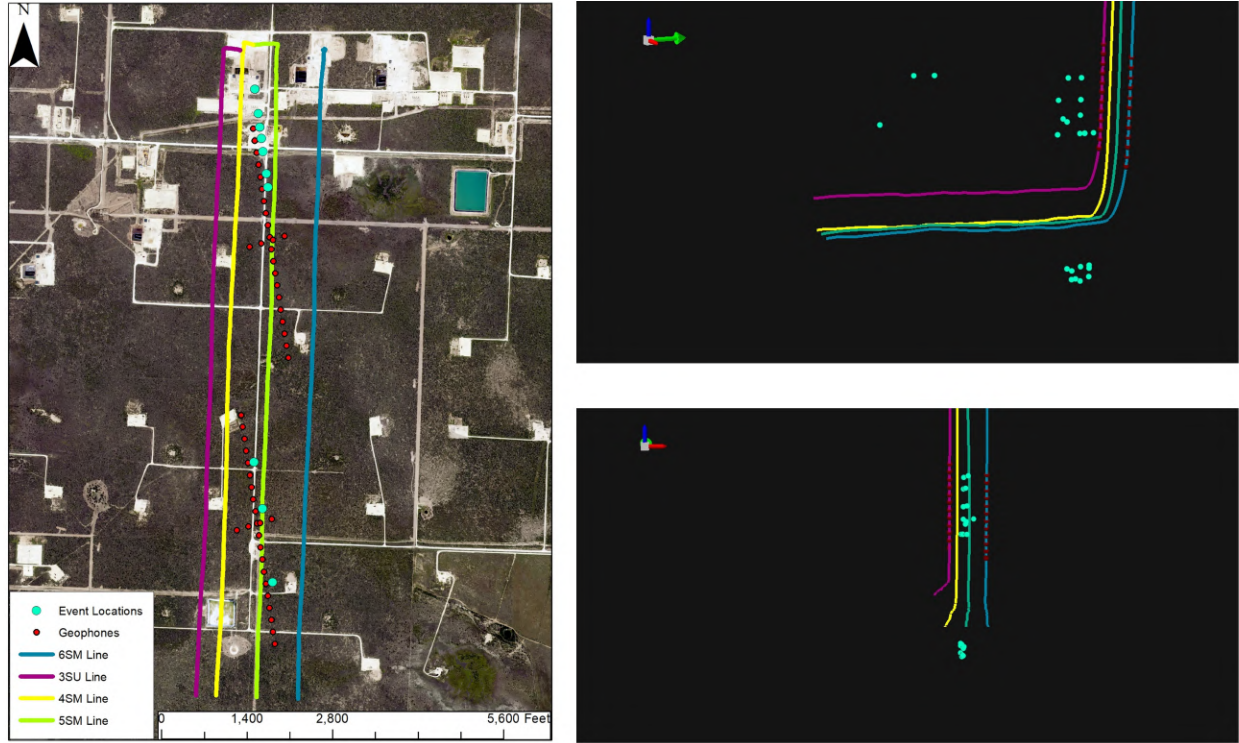 N
Event Locations
Geophones
6SM Line
3SU Line
4SM Line
5SM Line
0 1,400 2,800 5,600 Feet